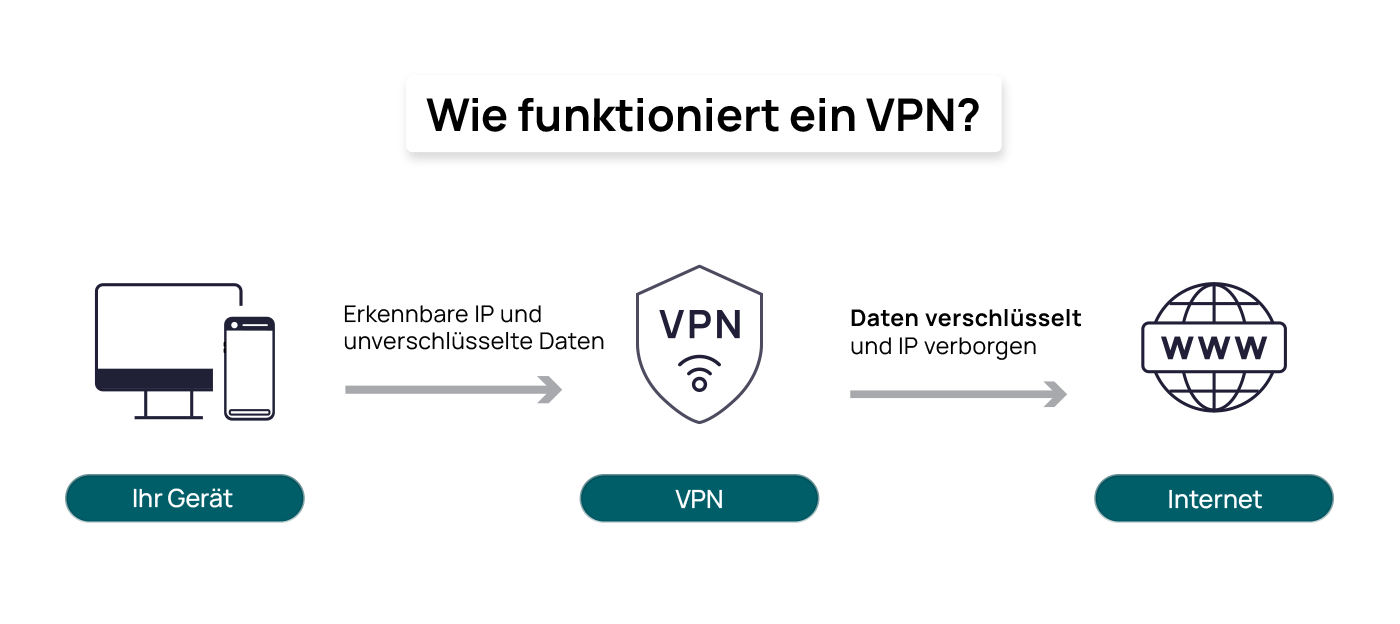 Wie funktioniert ein VPN?
Erkennbare IP und
unverschlüsselte Daten
VPN
Daten verschlüsselt
und IP verborgen
WWW
Ihr Gerät
VPN
Internet